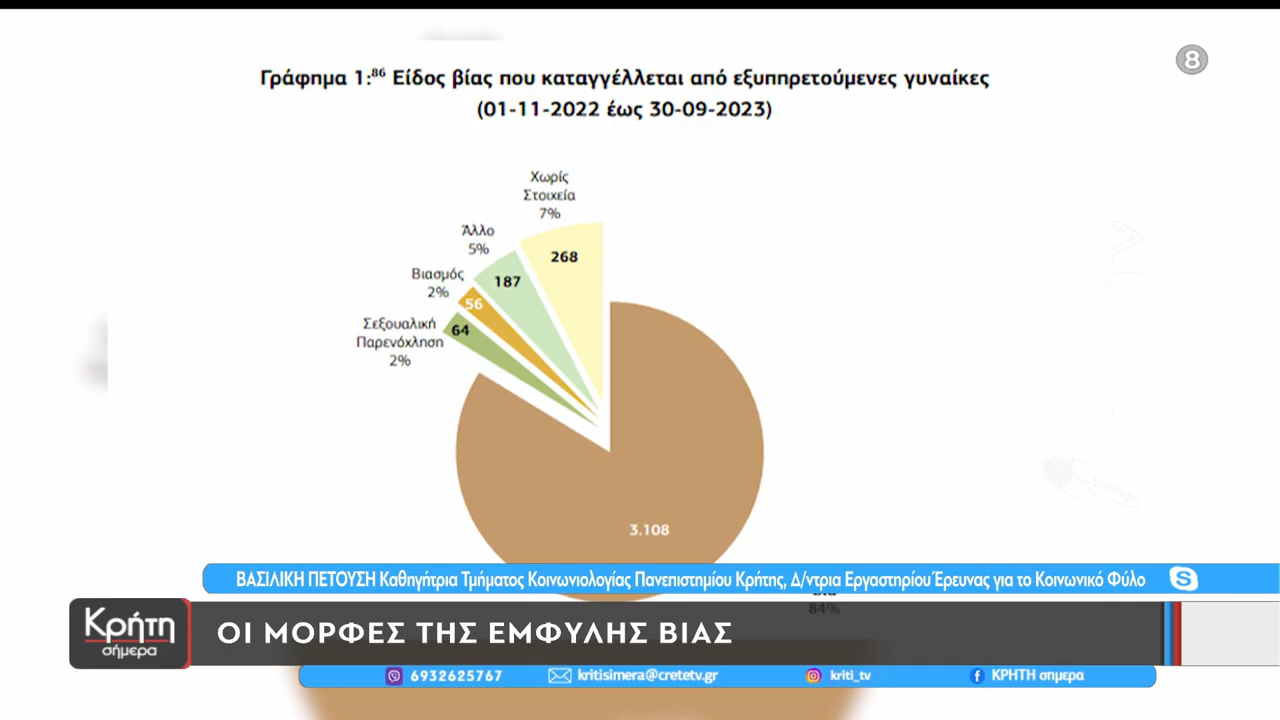 8
Γράφημα 1:⁸⁶ Είδος βίας που καταγγέλλεται από εξυππρετούμενες γυναίκες
(01-11-2022 έως 30-09-2023)
Χωρίς
Στοιχεία
7%
268
Άλλο
5%
187
Βιασμός
2%
56
Σεξουαλική
Παρενόχληση
2%
64
3.108
84%
ΒΑΣΙΛΙΚΗ ΠΕΤΟΥΣΗ Καθηγήτρια Τμήματος Κοινωνιολογίας Πανεπιστημίου Κρήτης, Δ/ντρια Εργαστηρίου Έρευνας για το Κοινωνικό Φύλο
Κρήτη
σήμερα
ΟΙ ΜΟΡΦΕΣ ΤΗΣ ΕΜΦΥΛΗΣ ΒΙΑΣ
6932625767 kritisimera@cretetv.gr kriti_tv ΚΡΗΤΗ σημερα